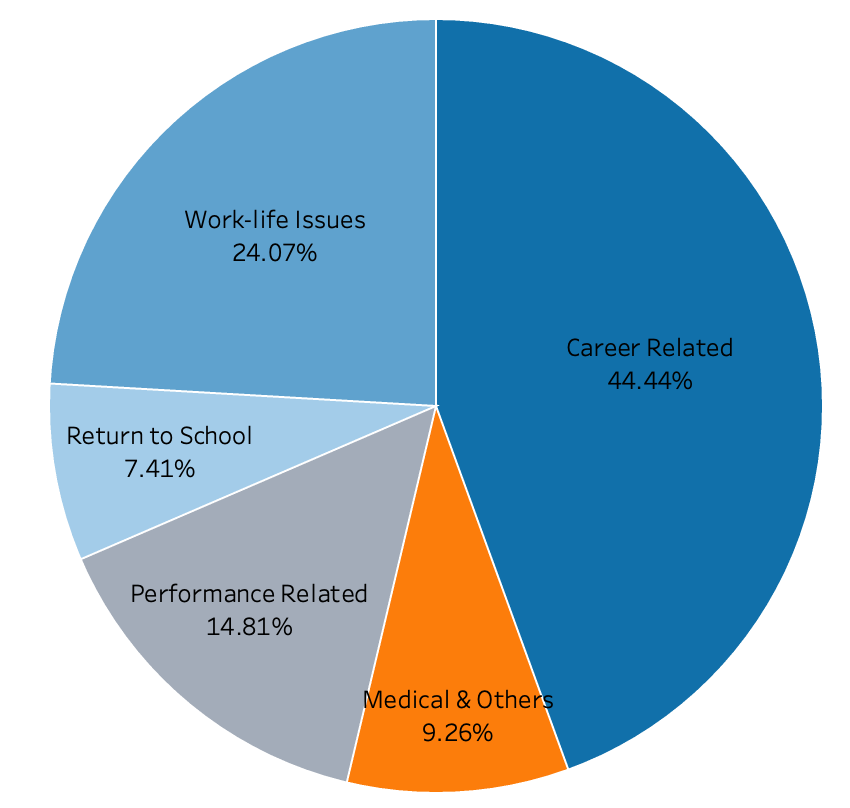 Work-life Issues
24.07%
Career Related
44.44%
Return to School
7.41%
Performance Related
14.81%
Medical & Others
9.26%